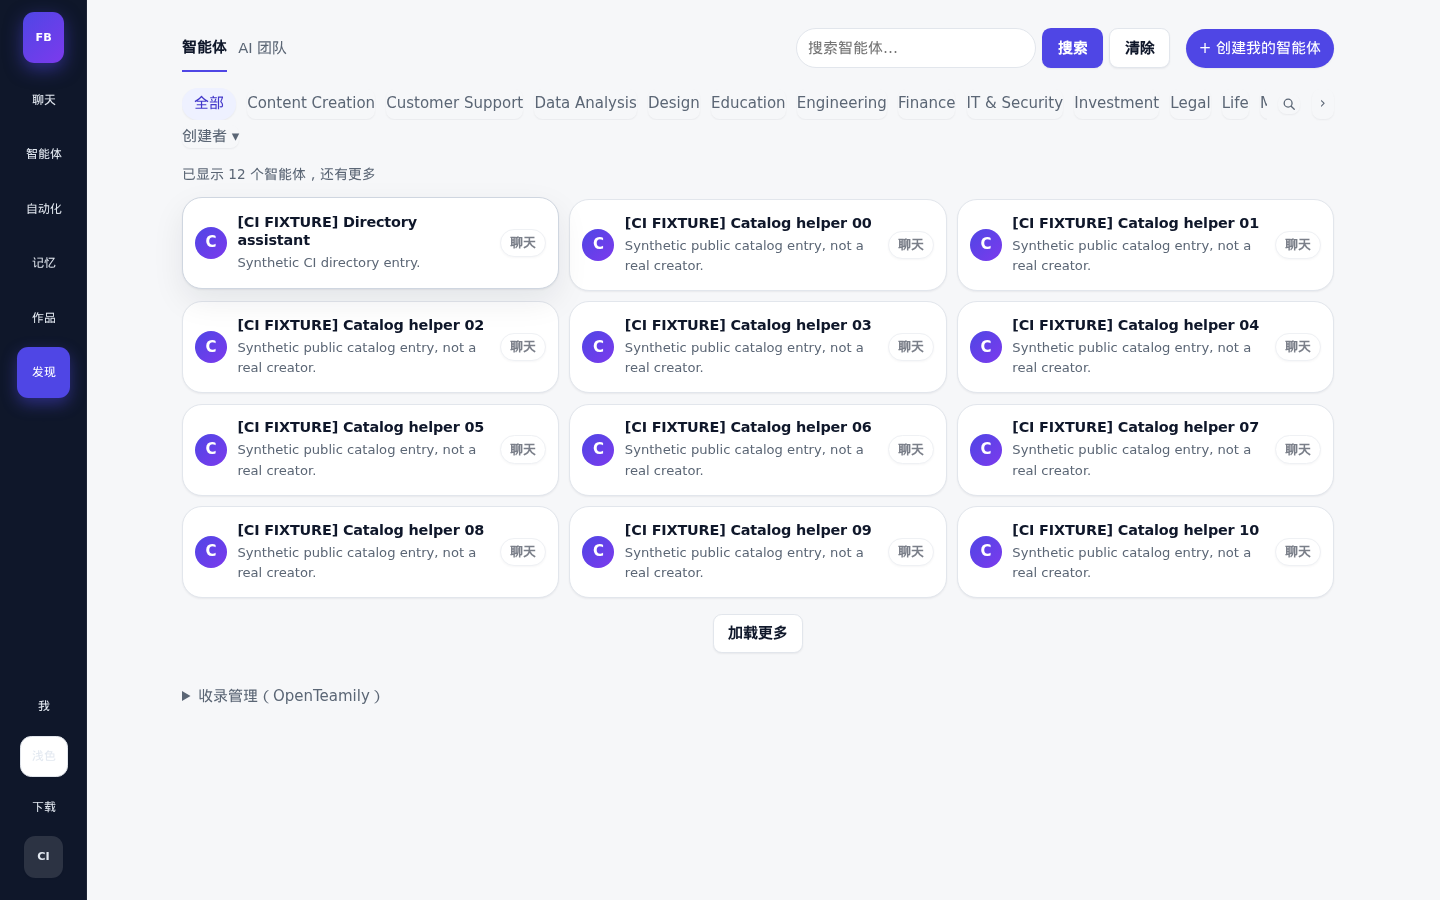 FB
聊天
智能体
自动化
记忆
作品
发现
我
浅色
下载
CI
智能体 AI 团队
搜索智能体... 搜索 清除 + 创建我的智能体
全部 Content Creation Customer Support Data Analysis Design Education Engineering Finance IT & Security Investment Legal Life
创建者 ▾
已显示 12 个智能体，还有更多
C
[CI FIXTURE] Directory
assistant
Synthetic CI directory entry.
聊天
C
[CI FIXTURE] Catalog helper 00
Synthetic public catalog entry, not a
real creator.
聊天
C
[CI FIXTURE] Catalog helper 01
Synthetic public catalog entry, not a
real creator.
聊天
C
[CI FIXTURE] Catalog helper 02
Synthetic public catalog entry, not a
real creator.
聊天
C
[CI FIXTURE] Catalog helper 03
Synthetic public catalog entry, not a
real creator.
聊天
C
[CI FIXTURE] Catalog helper 04
Synthetic public catalog entry, not a
real creator.
聊天
C
[CI FIXTURE] Catalog helper 05
Synthetic public catalog entry, not a
real creator.
聊天
C
[CI FIXTURE] Catalog helper 06
Synthetic public catalog entry, not a
real creator.
聊天
C
[CI FIXTURE] Catalog helper 07
Synthetic public catalog entry, not a
real creator.
聊天
C
[CI FIXTURE] Catalog helper 08
Synthetic public catalog entry, not a
real creator.
聊天
C
[CI FIXTURE] Catalog helper 09
Synthetic public catalog entry, not a
real creator.
聊天
C
[CI FIXTURE] Catalog helper 10
Synthetic public catalog entry, not a
real creator.
聊天
加载更多
▶ 收录管理（OpenTeamily）